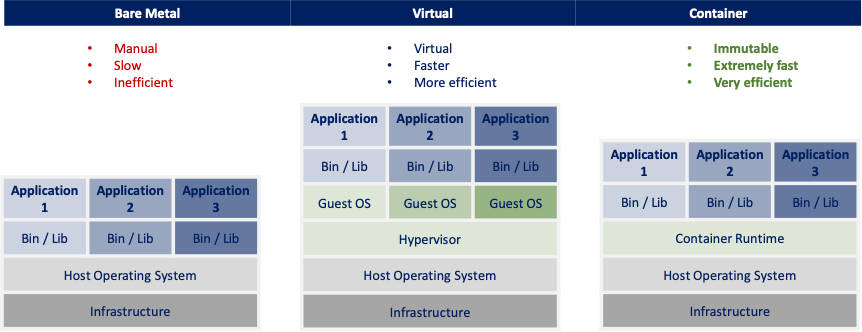 Bare Metal
Virtual
Container
• Manual
• Slow
• Inefficient
• Virtual
• Faster
• More efficient
• Immutable
• Extremely fast
• Very efficient
Application
1
Application
2
Application
3
Bin / Lib
Bin / Lib
Bin / Lib
Host Operating System
Infrastructure
Application
1
Application
2
Application
3
Bin / Lib
Bin / Lib
Bin / Lib
Guest OS
Guest OS
Guest OS
Hypervisor
Host Operating System
Infrastructure
Application
1
Application
2
Application
3
Bin / Lib
Bin / Lib
Bin / Lib
Container Runtime
Host Operating System
Infrastructure